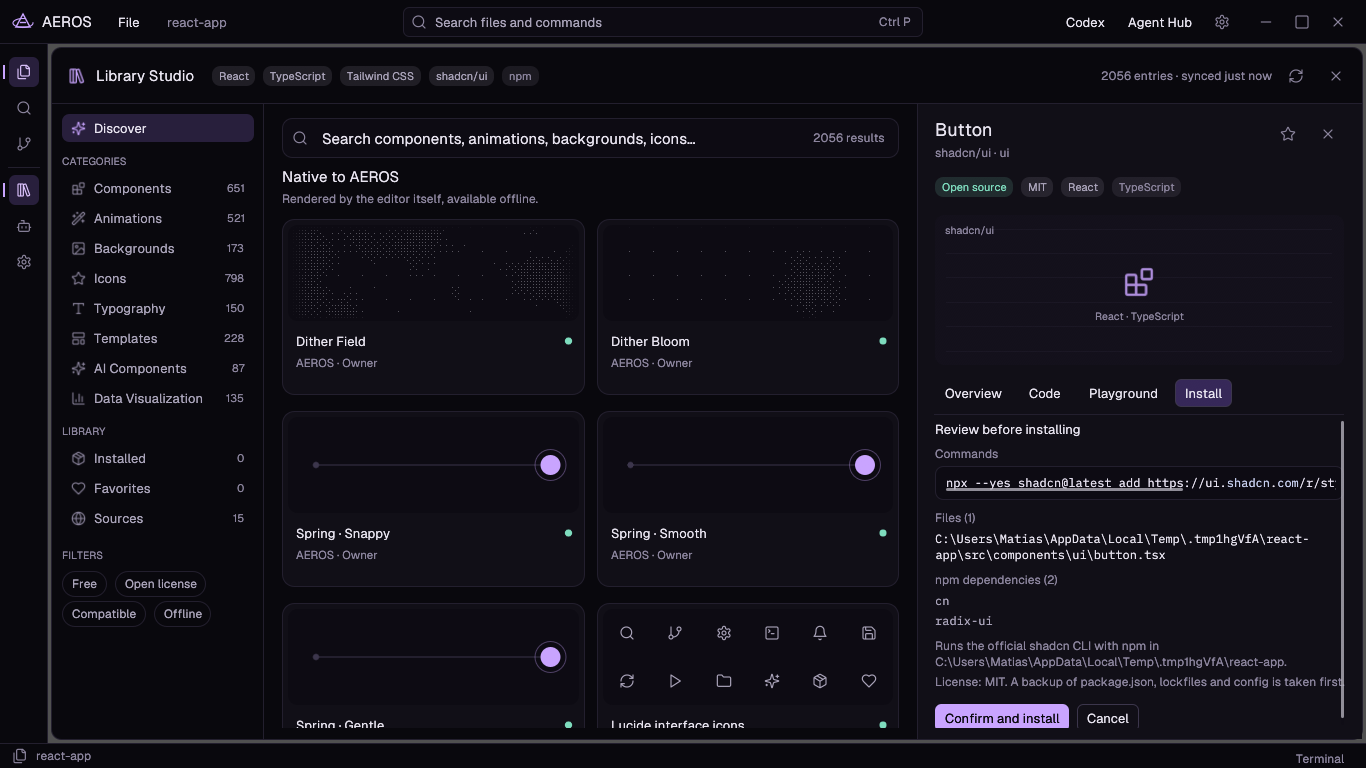 AEROS
File
react-app
Search files and commands
Ctrl P
Codex
Agent Hub
Library Studio
React
TypeScript
Tailwind CSS
shadcn/ui
npm
2056 entries · synced just now
Discover
CATEGORIES
Components 651
Animations 521
Backgrounds 173
Icons 798
Typography 150
Templates 228
AI Components 87
Data Visualization 135
LIBRARY
Installed 0
Favorites 0
Sources 15
FILTERS
Free
Open license
Compatible
Offline
Search components, animations, backgrounds, icons...
2056 results
Native to AEROS
Rendered by the editor itself, available offline.
Dither Field
AEROS · Owner
Dither Bloom
AEROS · Owner
Spring · Snappy
AEROS · Owner
Spring · Smooth
AEROS · Owner
Spring · Gentle
Lucide interface icons
Button
shadcn/ui · ui
Open source
MIT
React
TypeScript
shadcn/ui
React · TypeScript
Overview
Code
Playground
Install
Review before installing
Commands
npx --yes shadcn@latest add https://ui.shadcn.com/r/sty
Files (1)
C:\Users\Matias\AppData\Local\Temp\.tmp1hgVfA\react-
app\src\components\ui\button.tsx
npm dependencies (2)
cn
radix-ui
Runs the official shadcn CLI with npm in
C:\Users\Matias\AppData\Local\Temp\.tmp1hgVfA\react-app.
License: MIT. A backup of package.json, lockfiles and config is taken first.
Confirm and install
Cancel
react-app
Terminal